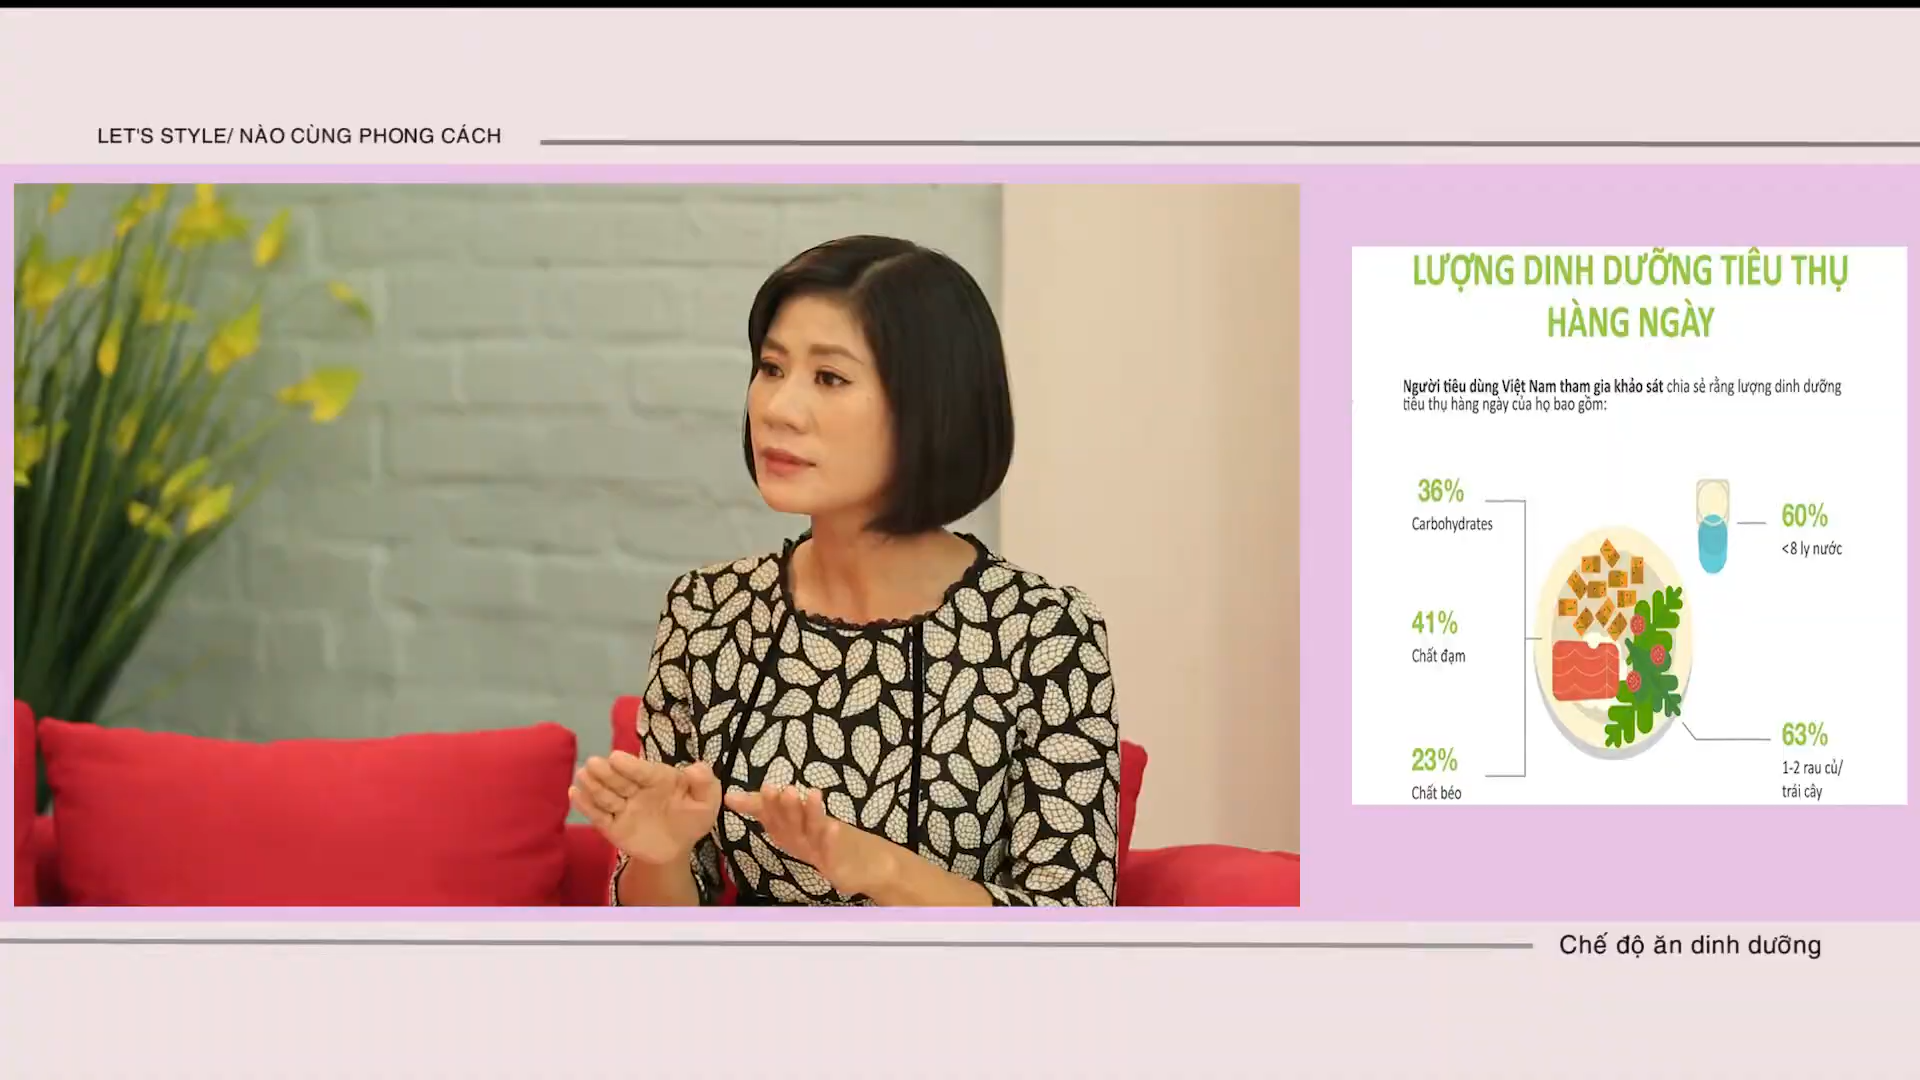 LET'S STYLE/ NÀO CÙNG PHONG CÁCH
LƯỢNG DINH DƯỠNG TIÊU THỤ
HÀNG NGÀY
Người tiêu dùng Việt Nam tham gia khảo sát chia sẻ rằng lượng dinh dưỡng
tiêu thụ hàng ngày của họ bao gồm:
36%
Carbohydrates
41%
Chất đạm
23%
Chất béo
60%
<8 ly nước
63%
1-2 rau củ/
trái cây
Chế độ ăn dinh dưỡng